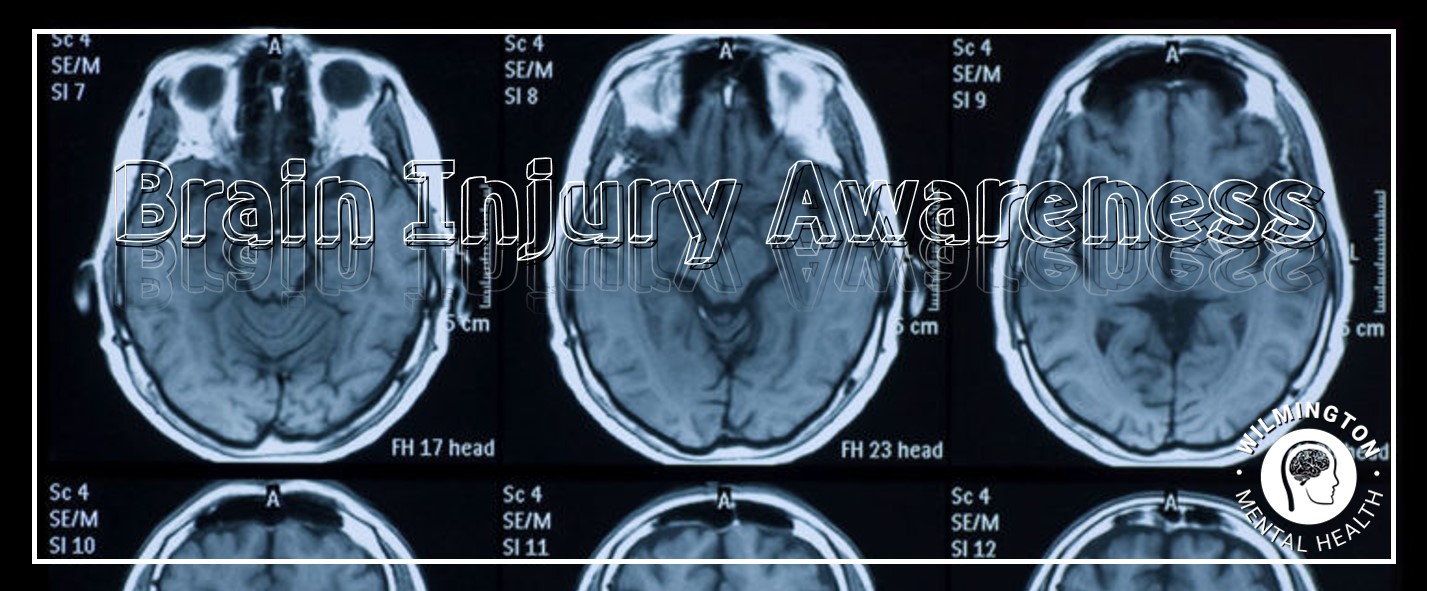 Sc 4
SE/M
SI 7
A
Sc 4
SE/M
SI 8
A
Sc 4
SE/M
SI 9
A
Brain Injury Awareness
L
5 cm
5 cm
5 cm
FH 17 head
FH 23 head
head
WILMINGTON
MENTAL HEALTH
Sc 4
SE/M
SI 10
A
Sc 4
SE/M
SI 11
A
Sc 4
SE/M
SI 12
A